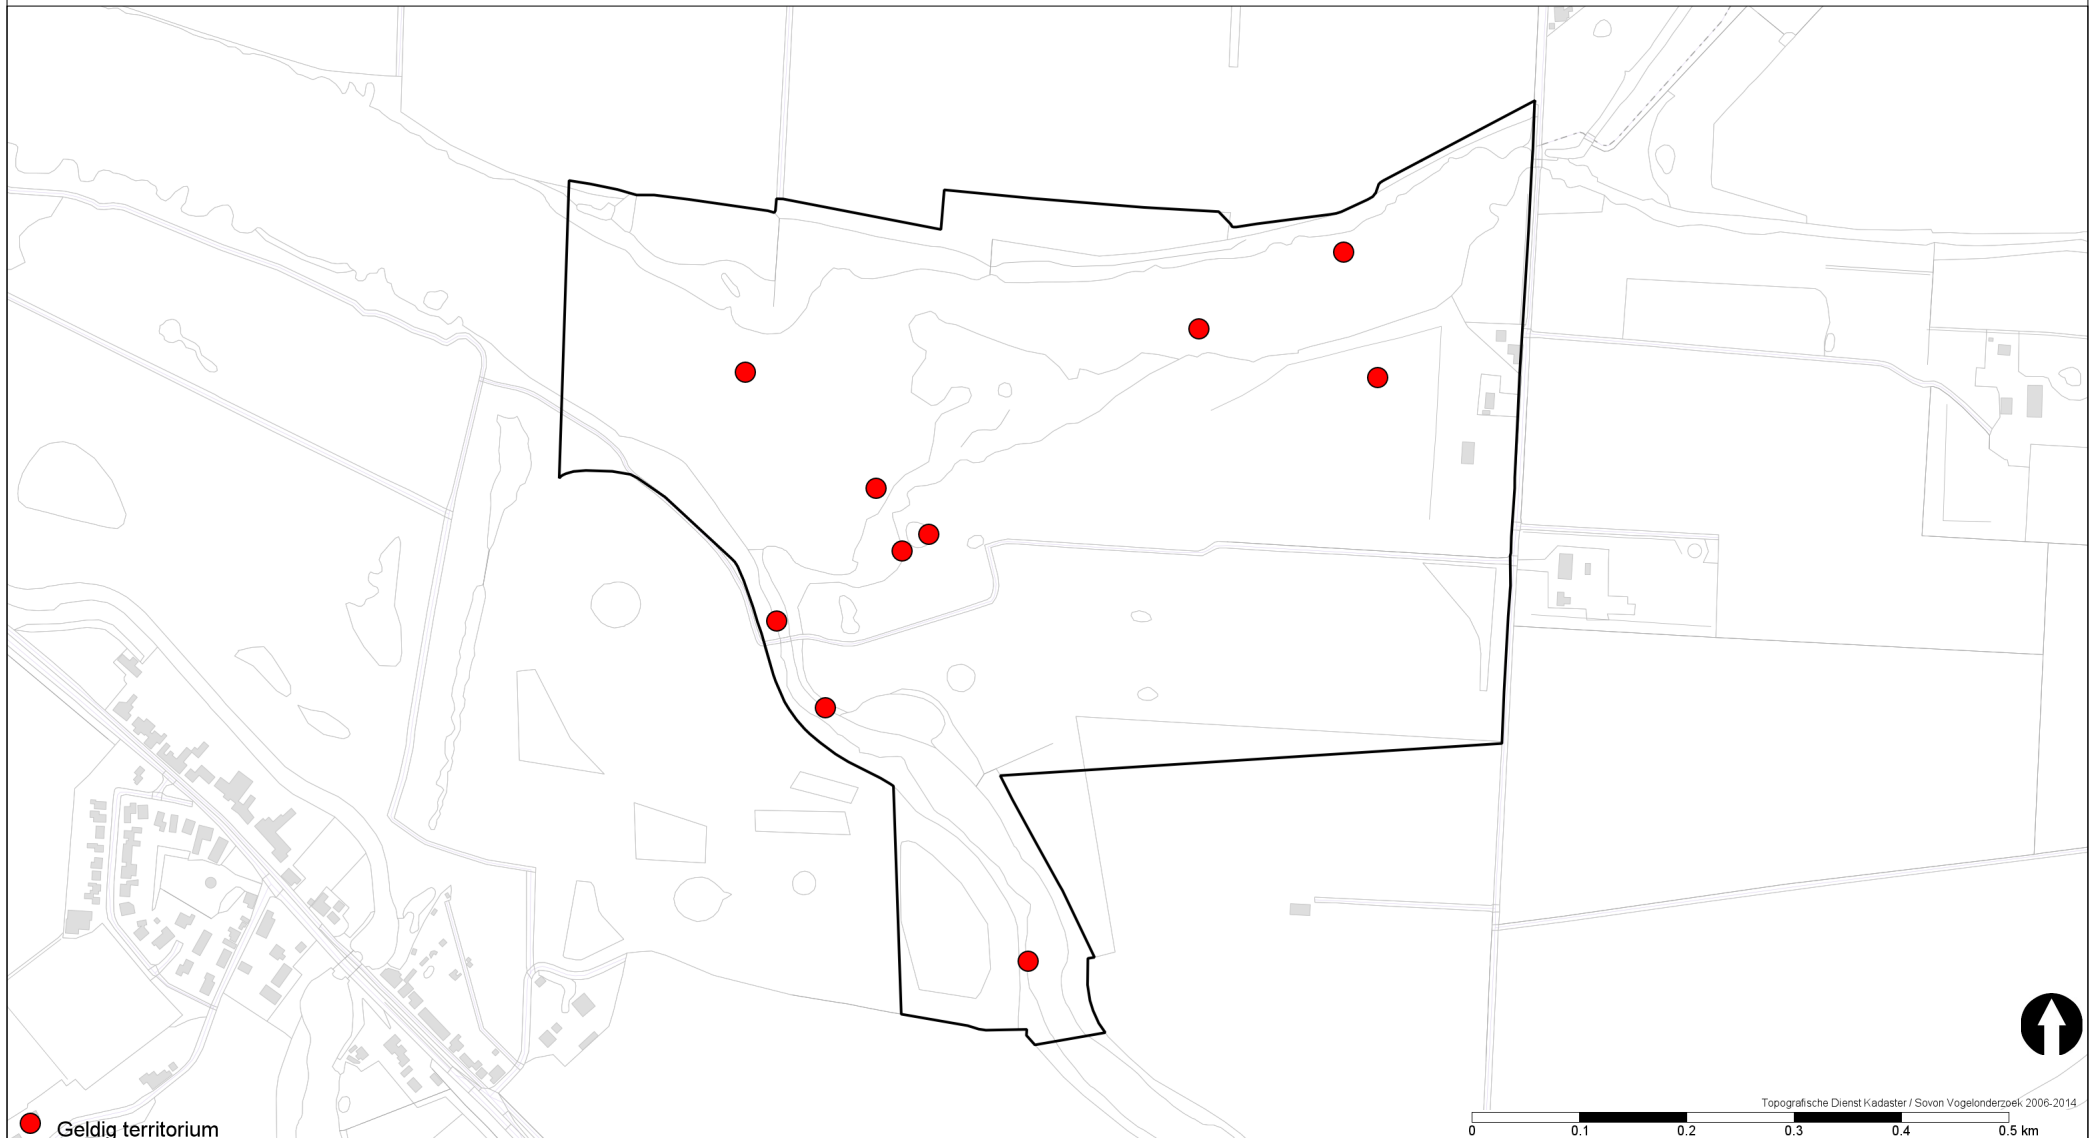 Topografische Dienst Kadaster / Sovon Vogelonderzoek 2006-2014
0 0.1 0.2 0.3 0.4 0.5 km
Geldig territorium